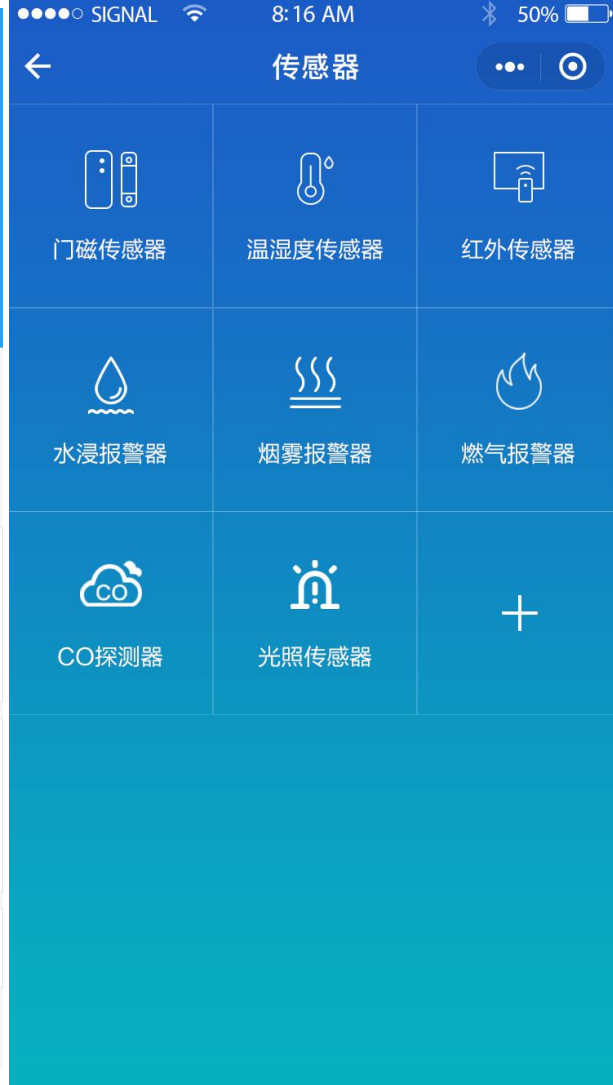 SIGNAL 8:16 AM 50%
传感器
门磁传感器 温湿度传感器 红外传感器
水浸报警器 烟雾报警器 燃气报警器
CO
CO探测器 光照传感器